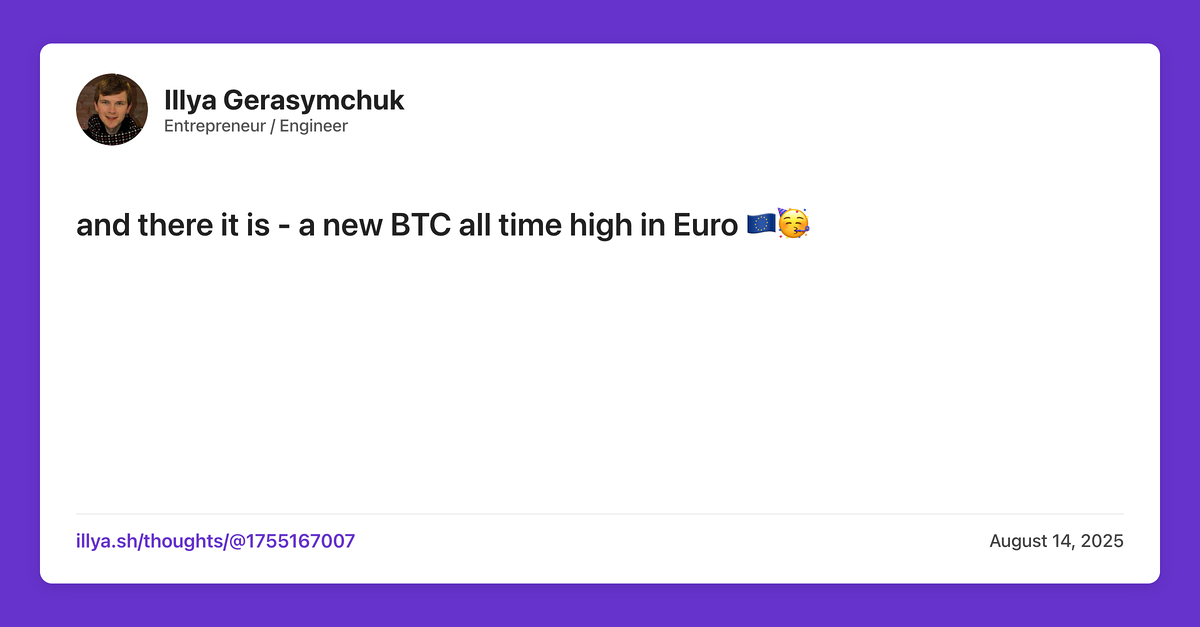 Illya Gerasymchuk
Entrepreneur / Engineer
and there it is - a new BTC all time high in Euro 🇪🇺🥳
illya.sh/thoughts/@1755167007
August 14, 2025